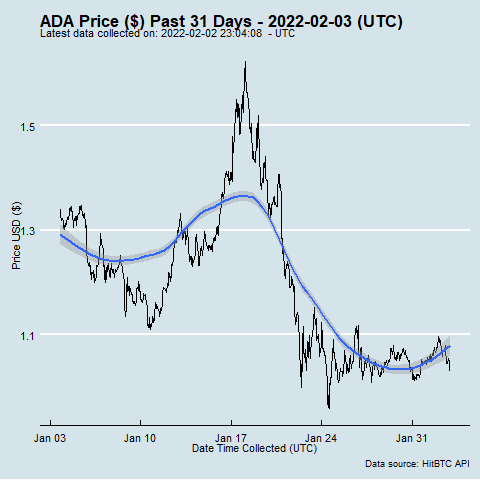 ADA Price ($) Past 31 Days - 2022-02-03 (UTC)
Latest data collected on: 2022-02-02 23:04:08 - UTC
Price USD ($)
1.5
1.3
1.1
Jan 03 Jan 10 Jan 17 Jan 24 Jan 31
Date Time Collected (UTC)
Data source: HitBTC API